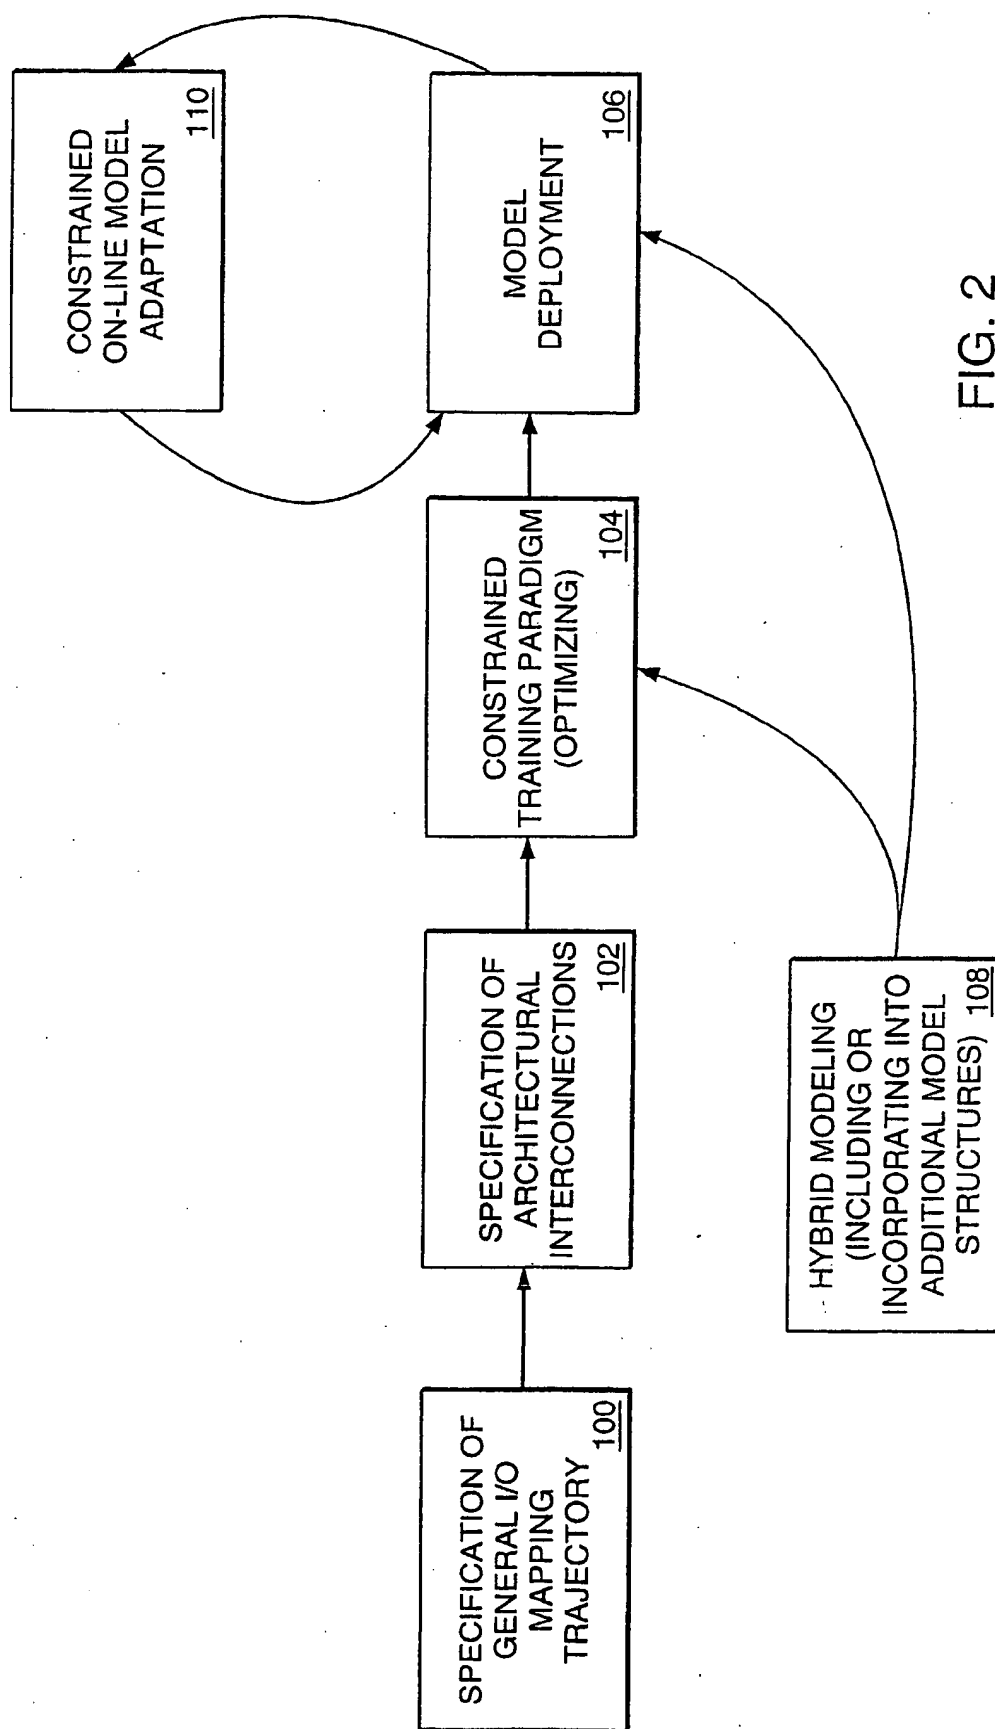 SPECIFICATION OF
GENERAL I/O
MAPPING
TRAJECTORY
100
SPECIFICATION OF
ARCHITECTURAL
INTERCONNECTIONS
102
CONSTRAINED
TRAINING PARADIGM
(OPTIMIZING)
104
MODEL
DEPLOYMENT
106
CONSTRAINED
ON-LINE MODEL
ADAPTATION
110
HYBRID MODELING
(INCLUDING OR
INCORPORATING INTO
ADDITIONAL MODEL
STRUCTURES) 108
FIG. 2